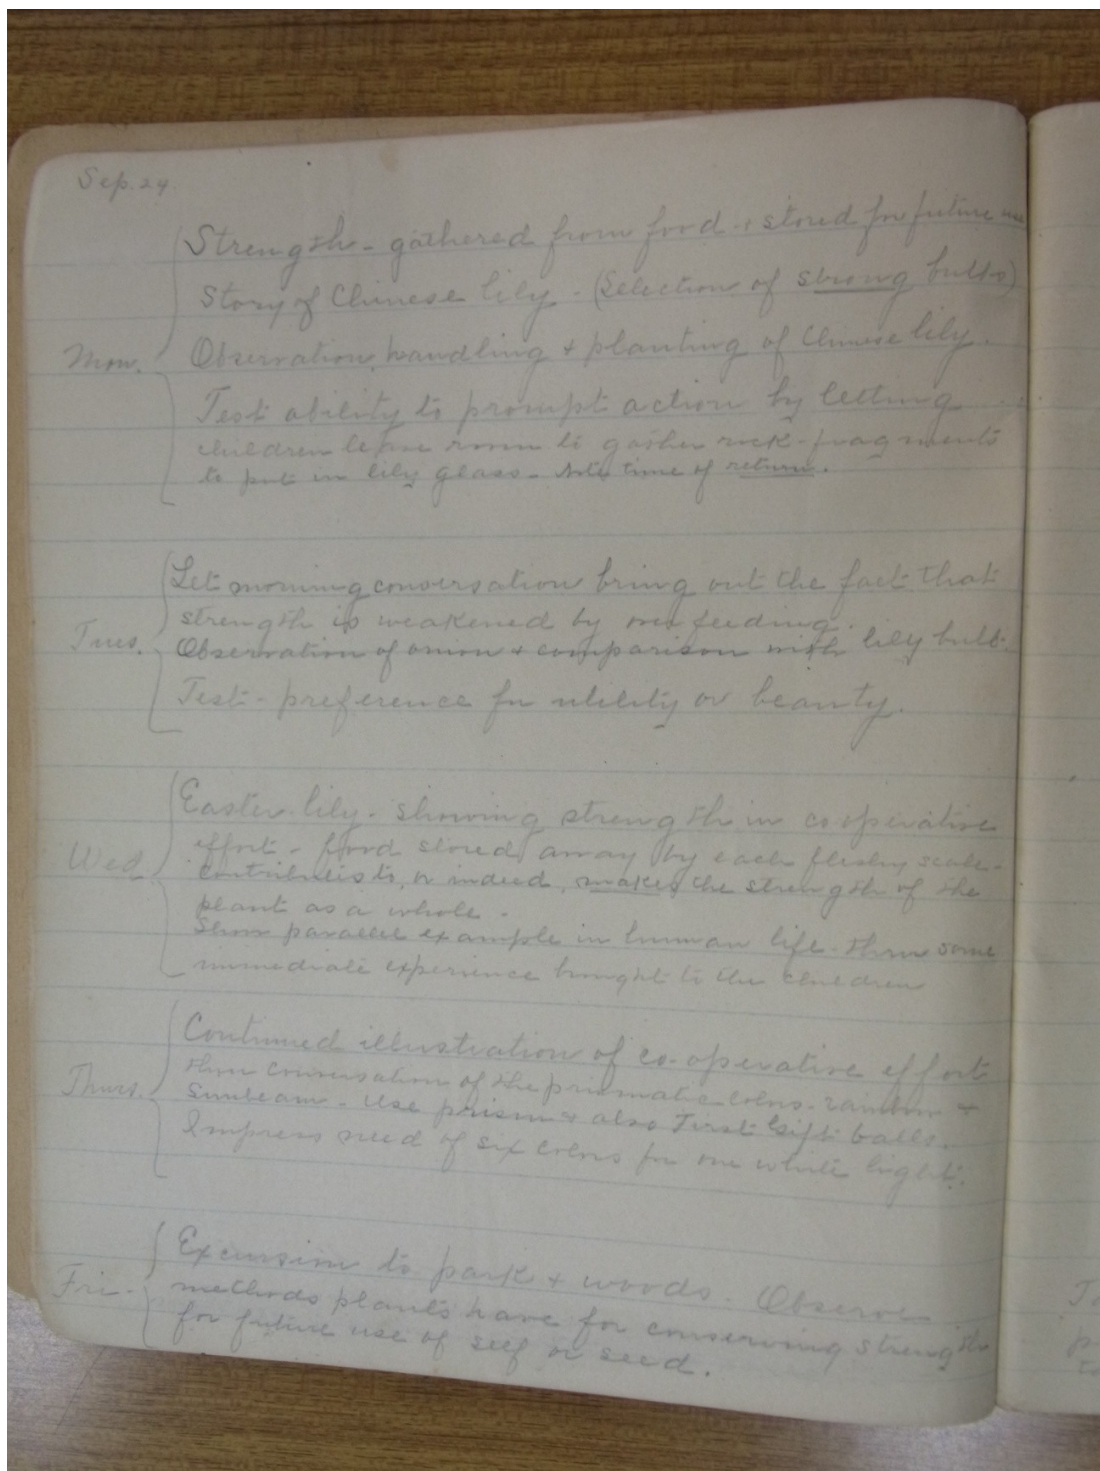 Sep. 24
Strength - gathered from food + stored for future use
Story of Chinese lily - (Selection of strong bulbs)
Mon. Observation, handling + planting of Chinese lily.
Test ability to prompt action by letting
children leave room to gather rock-fragments
to put in lily glass - Note time of return.
Let morning conversation bring out the fact that
strength is weakened by over feeding.
Tues. Observation of onion + comparison with lily bulb.
Test - preference for utility or beauty.
Easter lily - showing strength in cooperative
effort - food stored away by each fleshy scale -
Wed. contributes to, or indeed, makes the strength of the
plant as a whole.
Show parallel example in human life - thru some
immediate experience brought to the children
Continued illustration of co-operative effort
Thurs. thru conversation of the prismatic colors - rainbow +
sunbeam - Use prism + also First Gift balls.
Impress need of six colors for one white light.
Excursion to park + woods. Observe
Fri - methods plants have for conserving strength
for future use of self or seed.